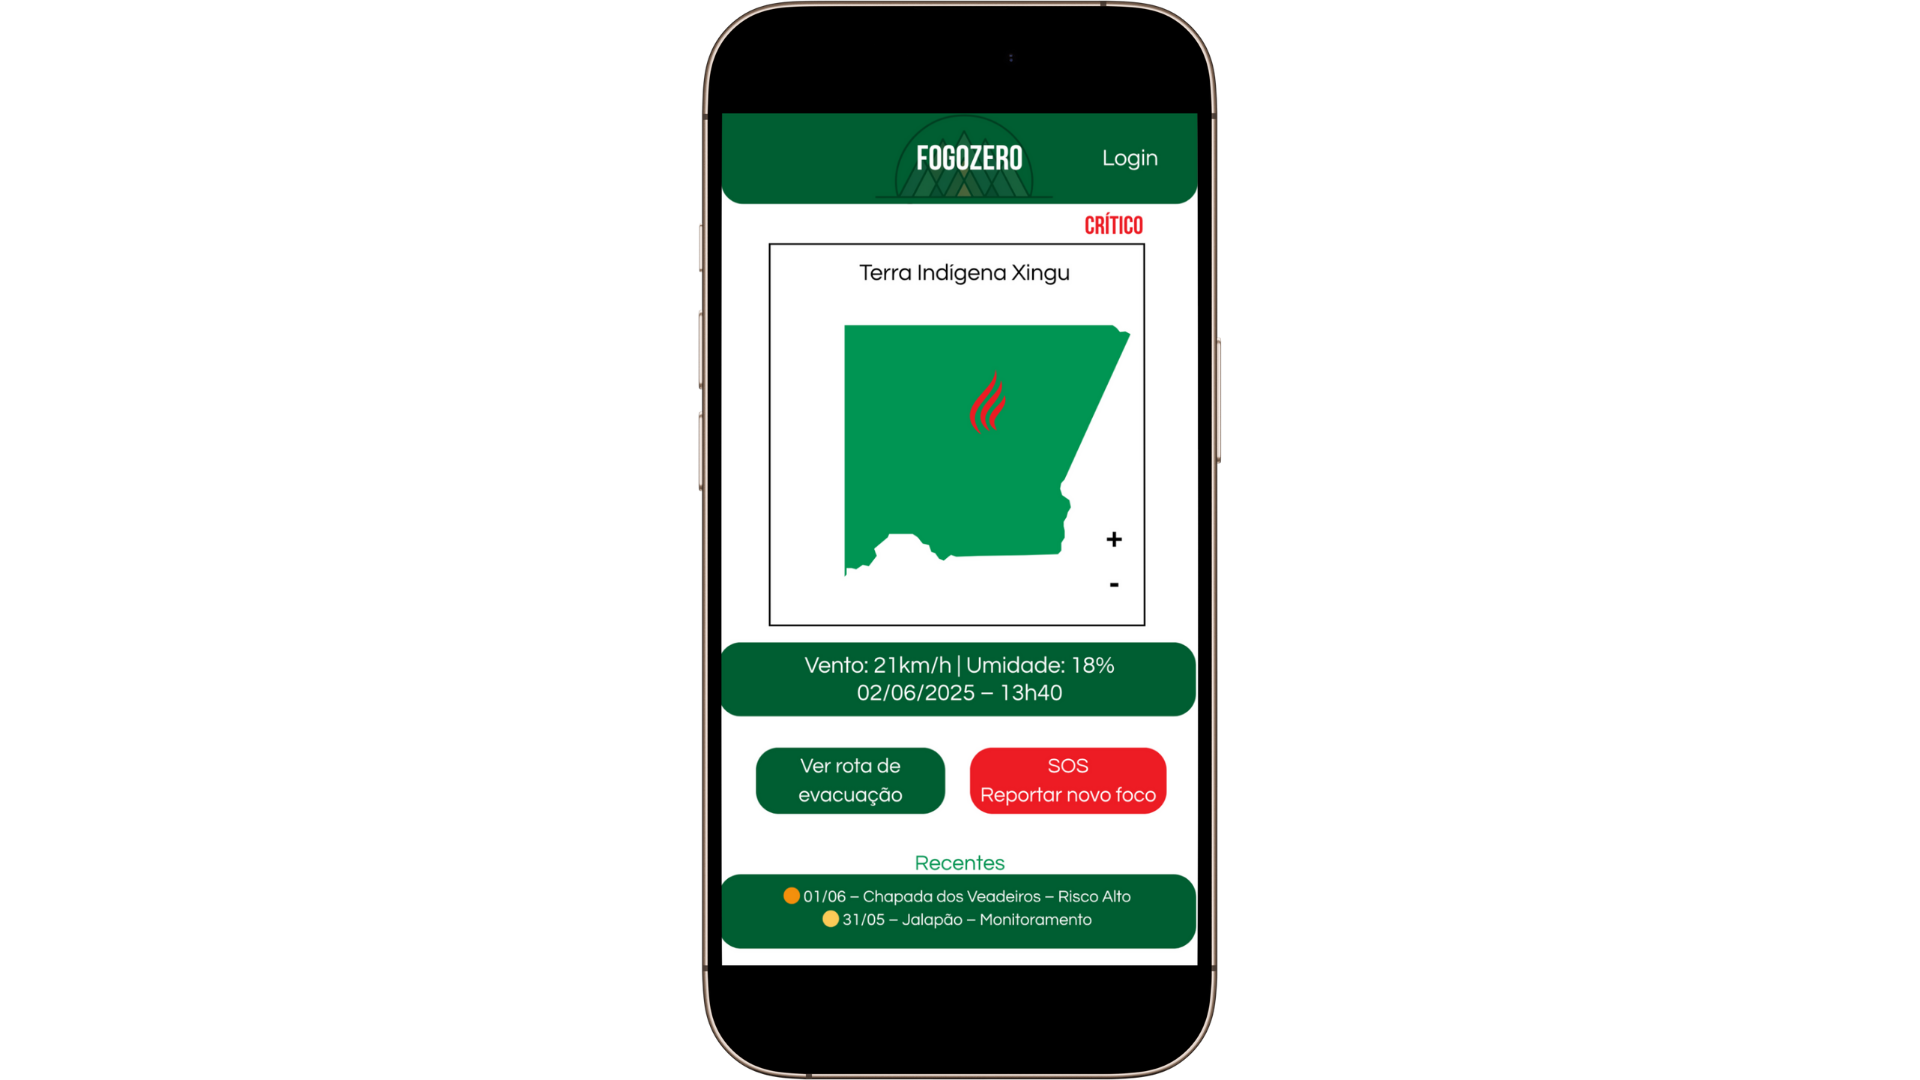 FOGOZERO
Login
CRÍTICO
Terra Indígena Xingu
+
-
Vento: 21km/h | Umidade: 18%
02/06/2025 – 13h40
Ver rota de
evacuação
SOS
Reportar novo foco
Recentes
01/06 – Chapada dos Veadeiros – Risco Alto
31/05 – Jalapão – Monitoramento